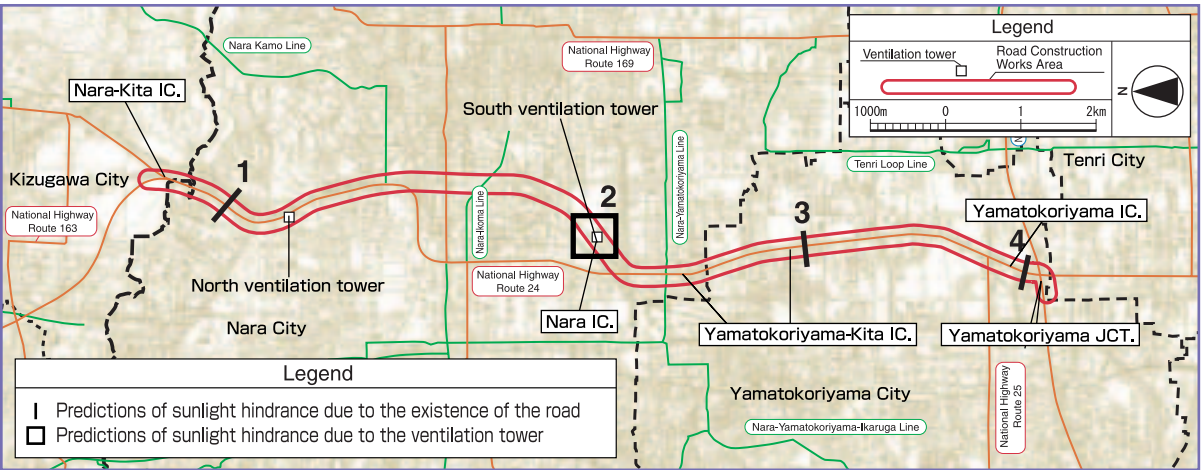 Nara Kamo Line
National Highway
Route 169
Legend
Ventilation tower
Road Construction
Works Area
1000m 0 1 2km
N
Nara-Kita IC.
South ventilation tower
Kizugawa City
1
National Highway
Route 163
Nara-Ikoma Line
2
Nara-Yamatokoriyama Line
Tenri Loop Line
Tenri City
3
Yamatokoriyama IC.
4
North ventilation tower
National Highway
Route 24
Nara City
Nara IC.
Yamatokoriyama-Kita IC.
Yamatokoriyama JCT.
Legend
Predictions of sunlight hindrance due to the existence of the road
Predictions of sunlight hindrance due to the ventilation tower
Yamatokoriyama City
Nara-Yamatokoriyama-Ikaruga Line
National Highway
Route 25